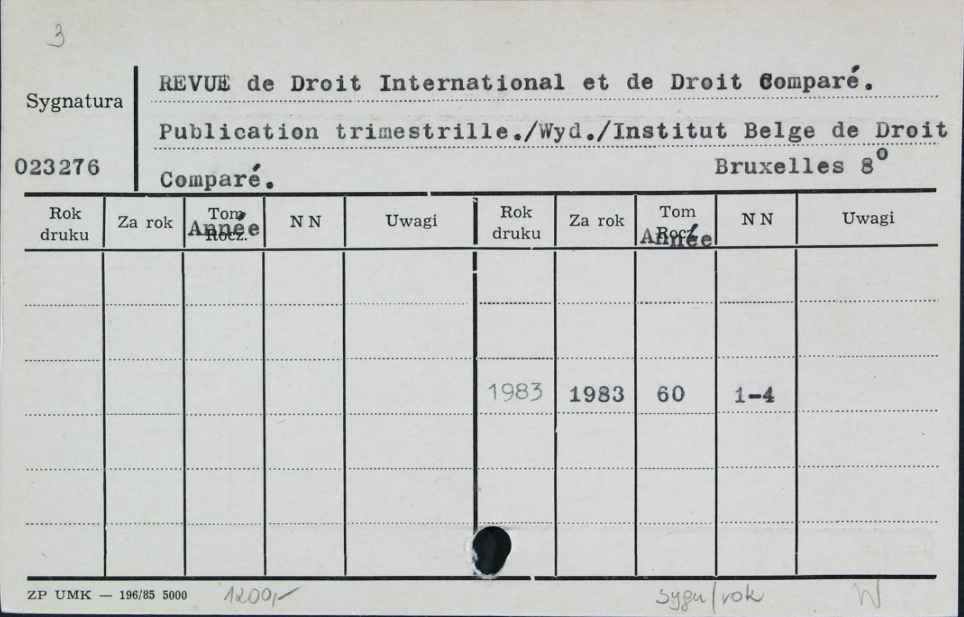 3
Sygnatura
REVUE de Droit International et de Droit Comparé.
Publication trimestrille./Wyd./Institut Belge de Droit
023276
Comparé. Bruxelles 8°
Rok druku Za rok Tom Rocz. Année N N Uwagi Rok druku Za rok Tom Rocz. Année N N Uwagi
1983 1983 60 1-4
ZP UMK — 196/85 5000 1200,- sygn/rok W